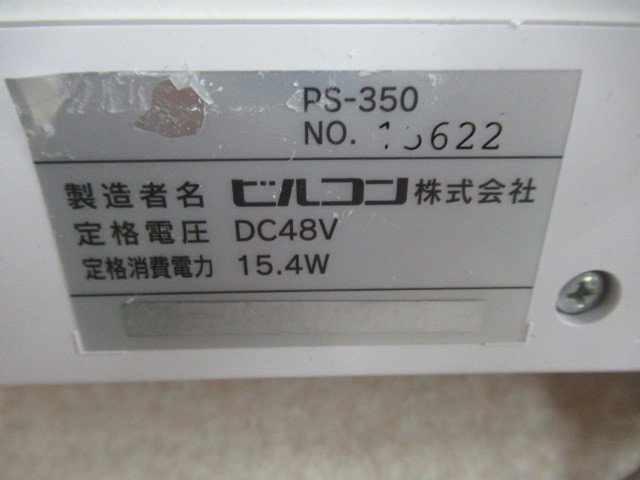 PS-350
NO.
製造者名 ビルコン株式会社
定格電圧 DC48V
定格消費電力 15.4W